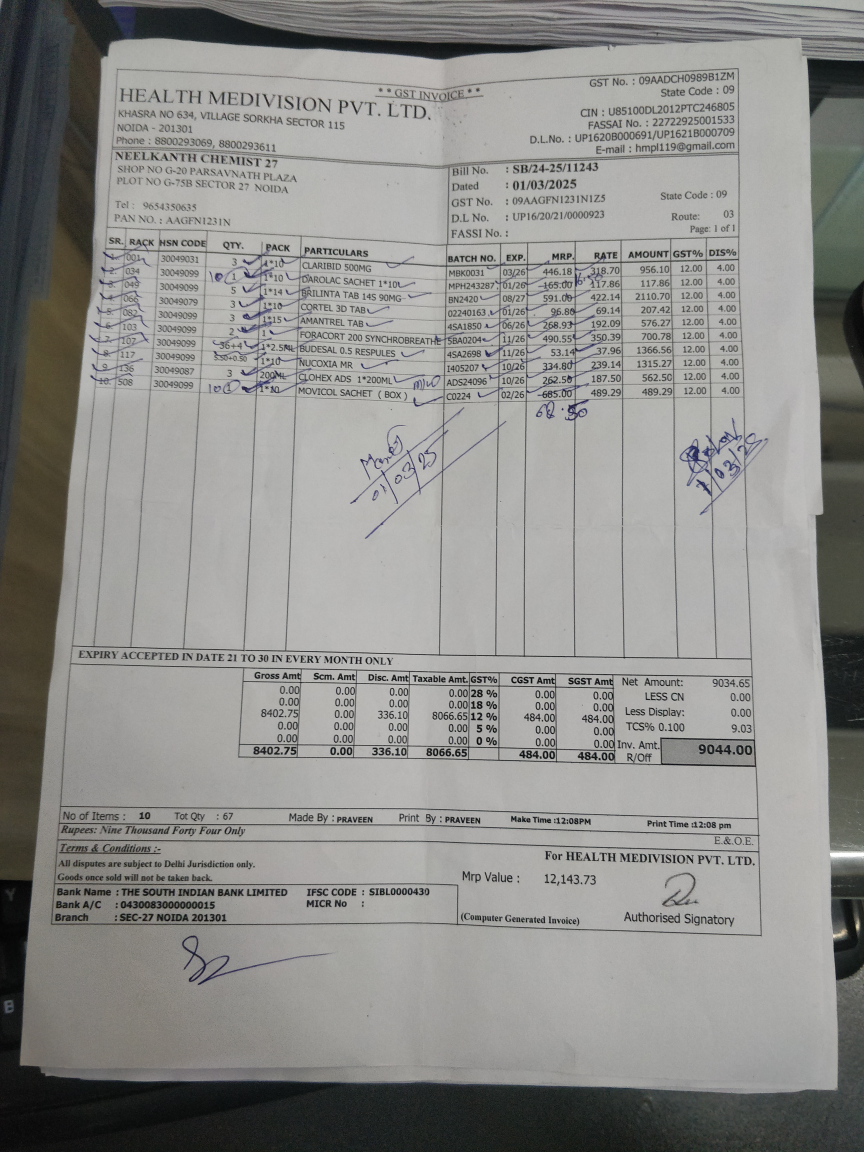 * * GST INVOICE * *
HEALTH MEDIVISION PVT. LTD.
KHASRA NO 634, VILLAGE SORKHA SECTOR 115
NOIDA - 201301
Phone : 8800293069, 8800293611
GST No. : 09AADCH0989B1ZM
State Code : 09
CIN : U85100DL2012PTC246805
FASSAI No. : 22722925001533
D.L.No. : UP1620B000691/UP1621B000709
E-mail : hmpl119@gmail.com
NEELKANTH CHEMIST 27
SHOP NO G-20 PARSAVNATH PLAZA
PLOT NO G-75B SECTOR 27 NOIDA
Tel : 9654350635
PAN NO. : AAGFN1231N
Bill No. : SB/24-25/11243
Dated : 01/03/2025
GST No. : 09AAGFN1231N1Z5 State Code : 09
D.L No. : UP16/20/21/0000923 Route: 03
FASSI No. : Page: 1 of 1
SR. RACK HSN CODE QTY. PACK PARTICULARS BATCH NO. EXP. MRP. RATE AMOUNT GST% DIS%
1. 001 30049031 3 1*10 CLARIBID 500MG MBK0031 03/26 446.18 318.70 956.10 12.00 4.00
2. 034 30049099 10 1 1*10 DAROLAC SACHET 1*10 MPH243287 01/26 165.00 16.50 117.86 117.86 12.00 4.00
3. 049 30049099 5 1*14 BRILINTA TAB 14S 90MG BN2420 08/27 591.00 422.14 2110.70 12.00 4.00
4. 066 30049079 3 1*10 CORTEL 3D TAB 02240163 01/26 96.80 69.14 207.42 12.00 4.00
5. 082 30049099 3 1*15 AMANTREL TAB 4SA1850 06/26 268.93 192.09 576.27 12.00 4.00
6. 103 30049099 2 1 FORACORT 200 SYNCHROBREATHE SBA0204 11/26 490.55 350.39 700.78 12.00 4.00
7. 107 30049099 36+4 1*2.5ML BUDESAL 0.5 RESPULES 4SA2698 11/26 53.14 37.96 1366.56 12.00 4.00
8. 117 30049099 5.50+0.50 1*10 NUCOXIA MR I405207 10/26 334.80 239.14 1315.27 12.00 4.00
9. 136 30049087 3 200ML CLOHEX ADS 1*200ML ADS24096 10/26 262.50 187.50 562.50 12.00 4.00
10. 508 30049099 10 1 1*10 MOVICOL SACHET ( BOX ) C0224 02/26 685.00 489.29 489.29 12.00 4.00
68.50
01/03/25
1/03/25
EXPIRY ACCEPTED IN DATE 21 TO 30 IN EVERY MONTH ONLY
Gross Amt Scm. Amt Disc. Amt Taxable Amt. GST% CGST Amt SGST Amt
0.00 0.00 0.00 0.00 28 % 0.00 0.00
0.00 0.00 0.00 0.00 18 % 0.00 0.00
8402.75 0.00 336.10 8066.65 12 % 484.00 484.00
0.00 0.00 0.00 0.00 5 % 0.00 0.00
0.00 0.00 0.00 0.00 0 % 0.00 0.00
8402.75 0.00 336.10 8066.65 484.00 484.00
Net Amount: 9034.65
LESS CN 0.00
Less Display: 0.00
TCS% 0.100 9.03
Inv. Amt. 9044.00
R/Off
No of Items : 10 Tot Qty : 67 Made By : PRAVEEN Print By : PRAVEEN Make Time :12:08PM Print Time :12:08 pm
Rupees: Nine Thousand Forty Four Only
E.& O.E.
Terms & Conditions :-
All disputes are subject to Delhi Jurisdiction only.
Goods once sold will not be taken back.
Bank Name : THE SOUTH INDIAN BANK LIMITED IFSC CODE : SIBL0000430
Bank A/C : 0430083000000015 MICR No :
Branch : SEC-27 NOIDA 201301
For HEALTH MEDIVISION PVT. LTD.
Mrp Value : 12,143.73
(Computer Generated Invoice)
Authorised Signatory
Y
B